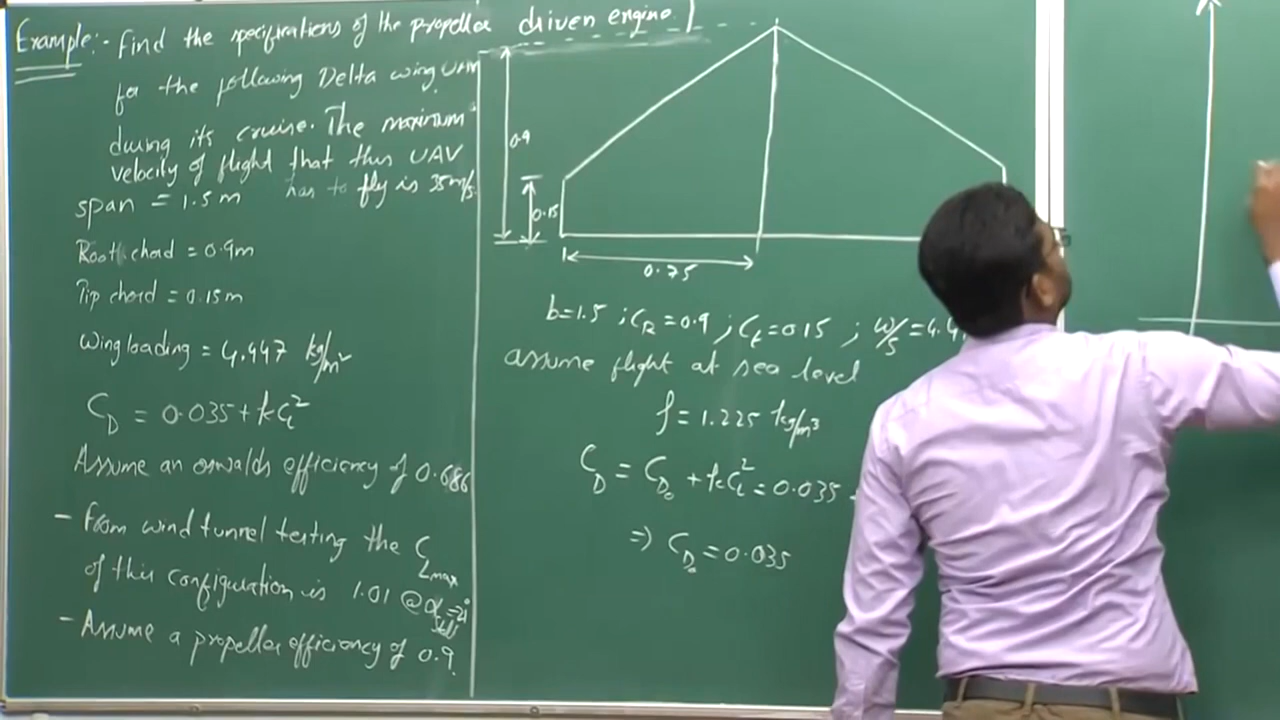 Example:- Find the specifications of the propeller driven engine
for the following Delta wing UAV
during its cruise. The maximum
velocity of flight that this UAV
has to fly is 35 m/s.
span = 1.5 m
Root chord = 0.9m
Tip chord = 0.15m
Wing loading = 4.447 kg/m²
C_D = 0.035 + kC_L²
Assume an oswalds efficiency of 0.686
- From wind tunnel testing the C_Lmax
of this configuration is 1.01 @ α_stall =
- Assume a propeller efficiency of 0.9
0.9
0.15
0.75
b=1.5 ; C_R = 0.9 ; C_t = 0.15 ; W/S = 4.4
assume flight at sea level
ρ = 1.225 kg/m³
C_D = C_D₀ + kC_L² = 0.035
⇒ C_D₀ = 0.035